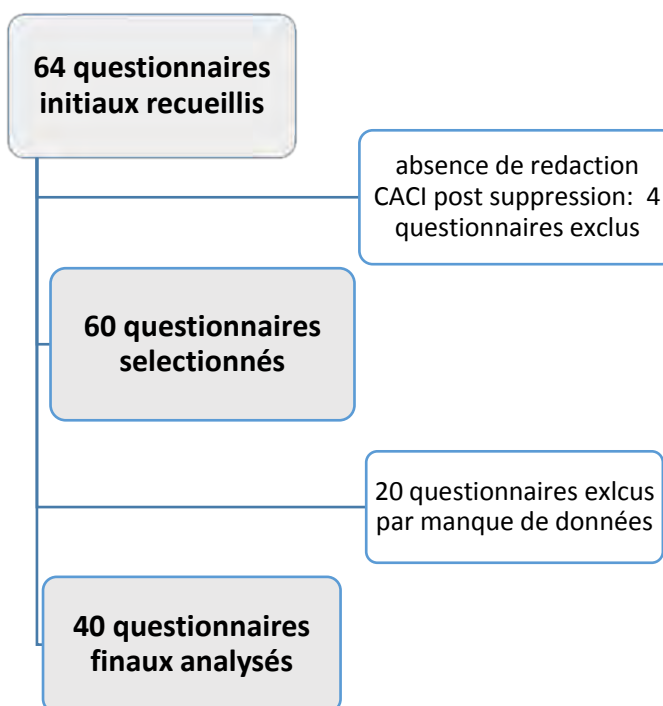 64 questionnaires
initiaux recueillis
absence de redaction
CACI post suppression: 4
questionnaires exclus
60 questionnaires
selectionnés
20 questionnaires exlcus
par manque de données
40 questionnaires
finaux analysés